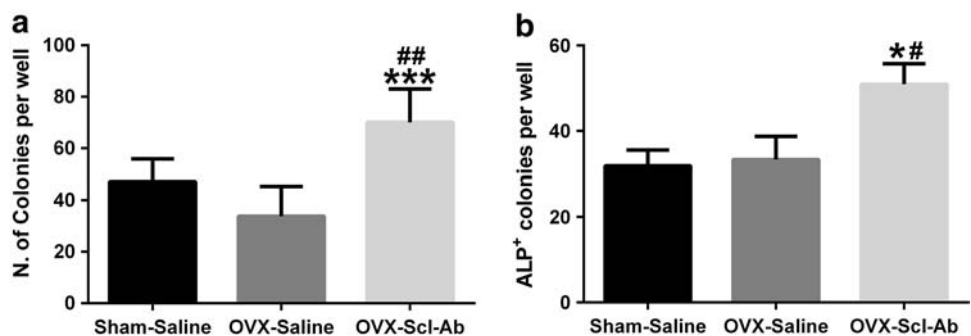 a
N. of Colonies per well
100
80
60
40
20
0
##
***
Sham-Saline OVX-Saline OVX-Scl-Ab
b
ALP⁺ colonies per well
60
40
20
0
*#
Sham-Saline OVX-Saline OVX-Scl-Ab